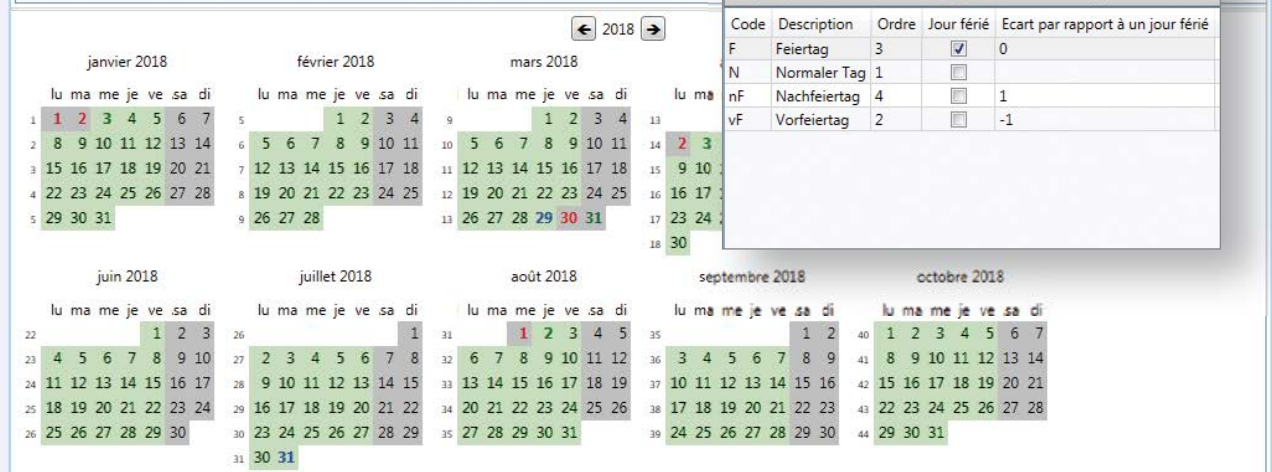 ← 2018 →
Code Description Ordre Jour férié Ecart par rapport à un jour férié
F Feiertag 3 0
N Normaler Tag 1
nF Nachfeiertag 4 1
vF Vorfeiertag 2 -1
janvier 2018 février 2018 mars 2018
lu ma me je ve sa di lu ma me je ve sa di lu ma me je ve sa di lu ma
1 1 2 3 4 5 6 7 5 1 2 3 4 9 1 2 3 4 13
2 8 9 10 11 12 13 14 6 5 6 7 8 9 10 11 10 5 6 7 8 9 10 11 14 2 3
3 15 16 17 18 19 20 21 7 12 13 14 15 16 17 18 11 12 13 14 15 16 17 18 15 9 10
4 22 23 24 25 26 27 28 8 19 20 21 22 23 24 25 12 19 20 21 22 23 24 25 16 16 17
5 29 30 31 9 26 27 28 13 26 27 28 29 30 31 17 23 24
18 30
juin 2018 juillet 2018 août 2018 septembre 2018 octobre 2018
lu ma me je ve sa di lu ma me je ve sa di lu ma me je ve sa di lu ma me je ve sa di lu ma me je ve sa di
22 1 2 3 26 1 31 1 2 3 4 5 35 1 2 40 1 2 3 4 5 6 7
23 4 5 6 7 8 9 10 27 2 3 4 5 6 7 8 32 6 7 8 9 10 11 12 36 3 4 5 6 7 8 9 41 8 9 10 11 12 13 14
24 11 12 13 14 15 16 17 28 9 10 11 12 13 14 15 33 13 14 15 16 17 18 19 37 10 11 12 13 14 15 16 42 15 16 17 18 19 20 21
25 18 19 20 21 22 23 24 29 16 17 18 19 20 21 22 34 20 21 22 23 24 25 26 38 17 18 19 20 21 22 23 43 22 23 24 25 26 27 28
26 25 26 27 28 29 30 30 23 24 25 26 27 28 29 35 27 28 29 30 31 39 24 25 26 27 28 29 30 44 29 30 31
31 30 31